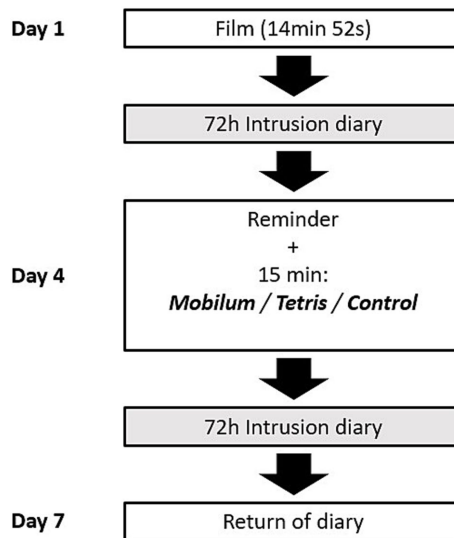 Day 1
Film (14min 52s)
72h Intrusion diary
Day 4
Reminder
+
15 min:
Mobilum / Tetris / Control
72h Intrusion diary
Day 7
Return of diary